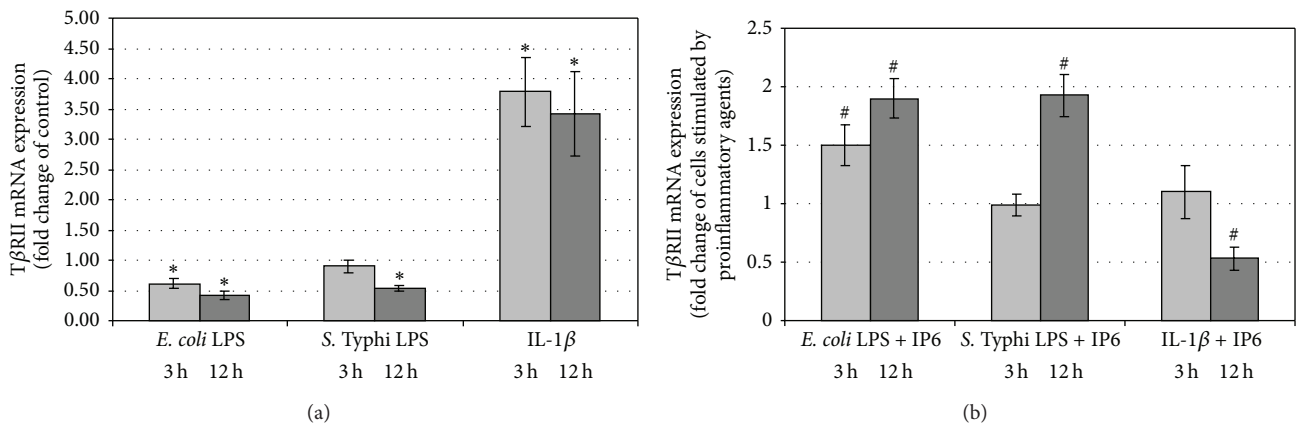 TβRII mRNA expression
(fold change of control)
5.00
4.50
4.00
3.50
3.00
2.50
2.00
1.50
1.00
0.50
0.00
* * * * *
E. coli LPS S. Typhi LPS IL-1β
3 h 12 h 3 h 12 h 3 h 12 h
(a)
TβRII mRNA expression
(fold change of cells stimulated by
proinflammatory agents)
2.5
2
1.5
1
0.5
0
# # # #
E. coli LPS + IP6 S. Typhi LPS + IP6 IL-1β + IP6
3 h 12 h 3 h 12 h 3 h 12 h
(b)